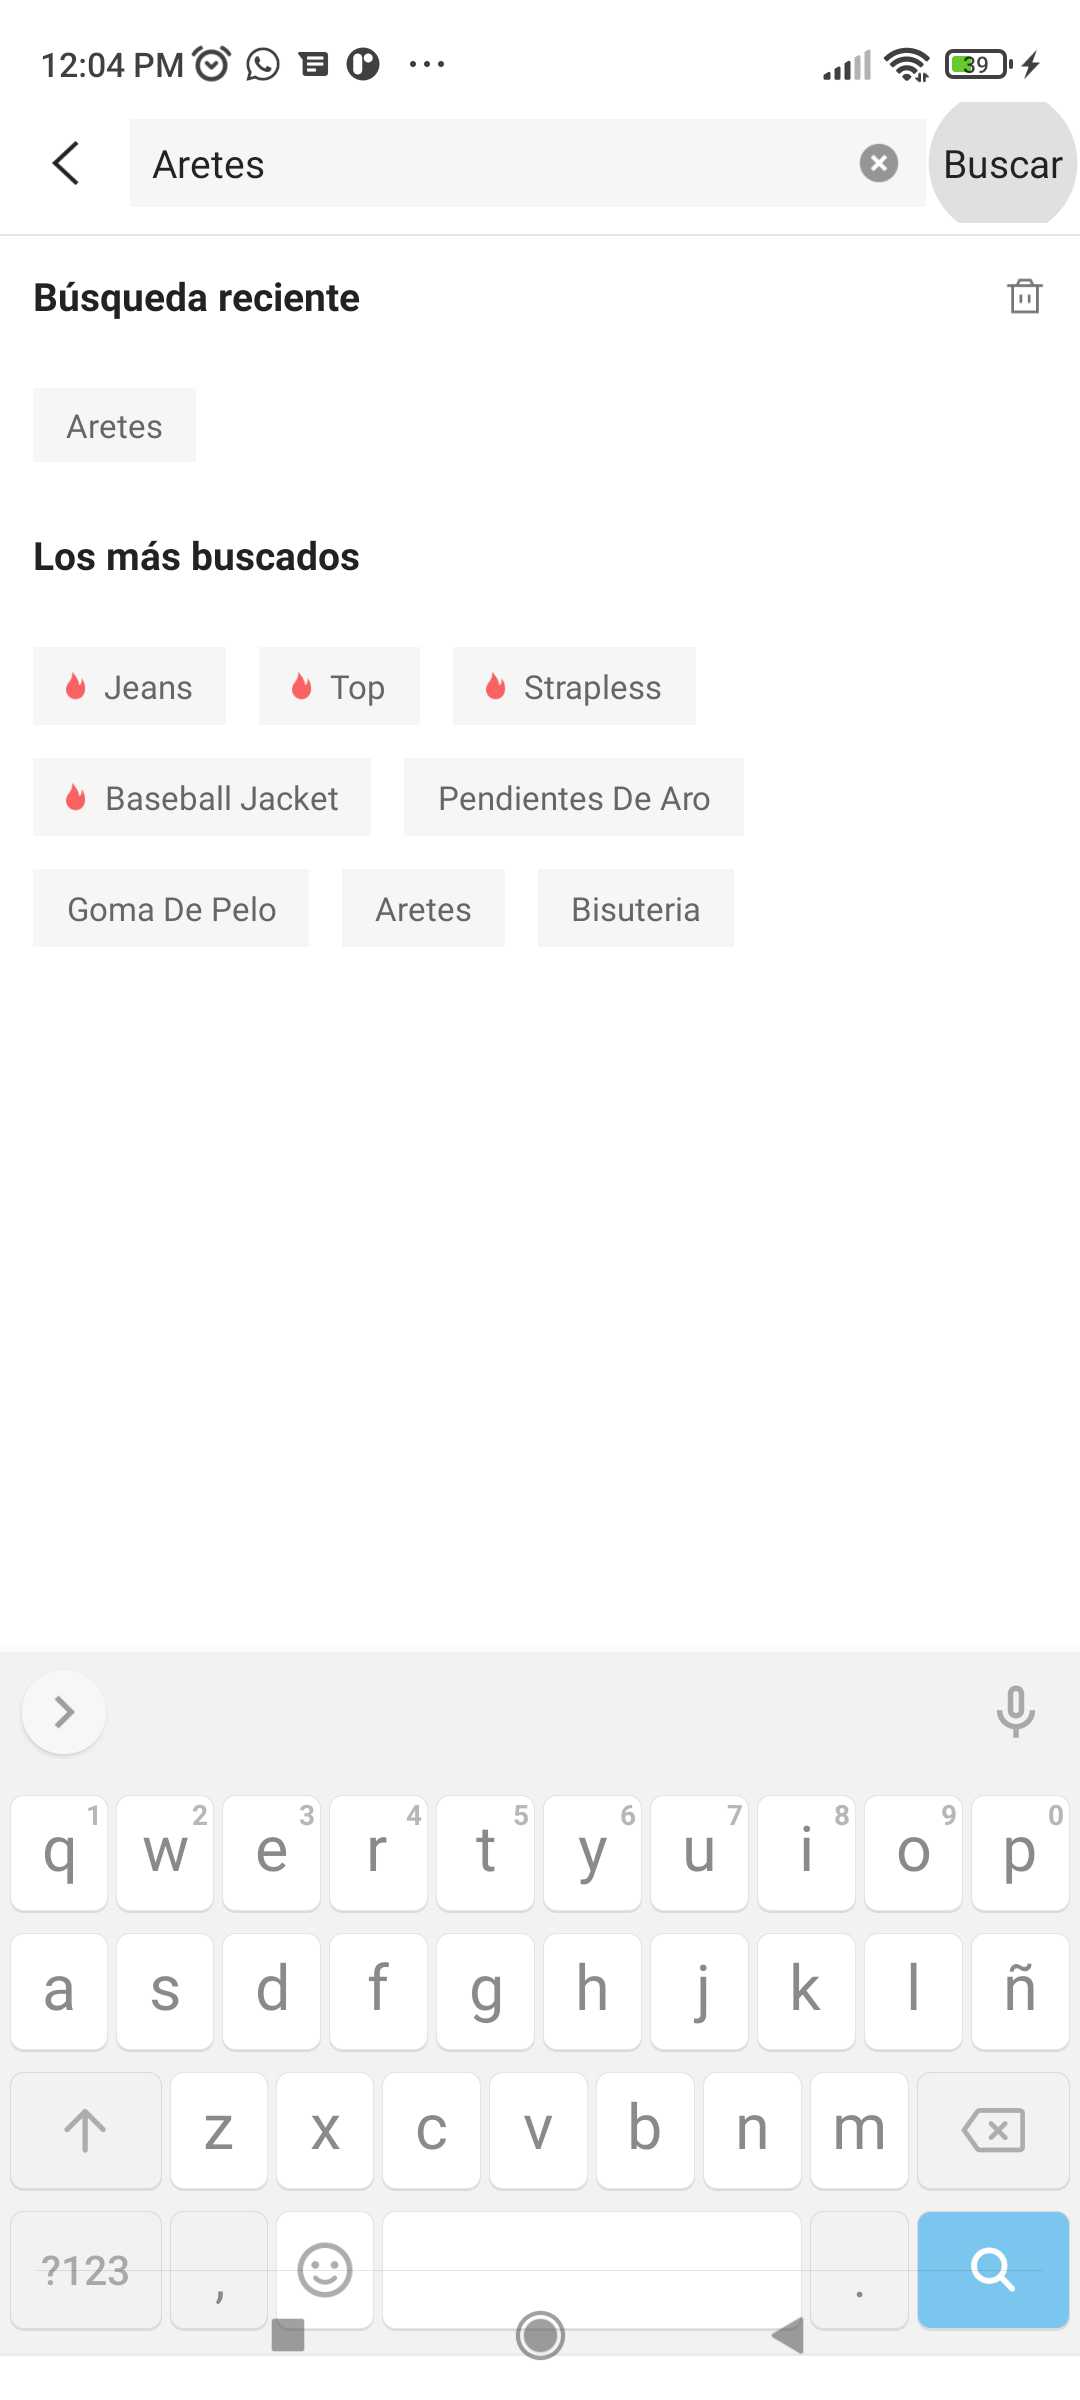 12:04 PM
39
Aretes
Buscar
Búsqueda reciente
Aretes
Los más buscados
Jeans
Top
Strapless
Baseball Jacket
Pendientes De Aro
Goma De Pelo
Aretes
Bisuteria
1 2 3 4 5 6 7 8 9 0
q w e r t y u i o p
a s d f g h j k l ñ
z x c v b n m
?123 , .